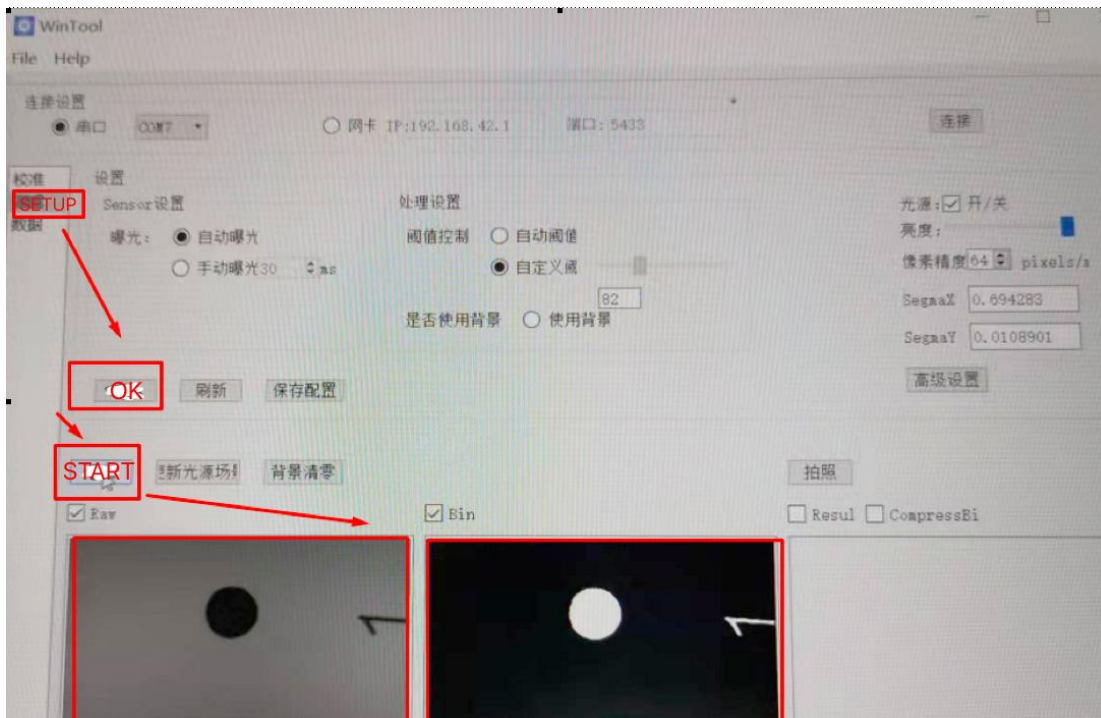 WinTool
File Help
连接设置
串口 COM7 网卡 IP:192.168.42.1 端口: 5433 连接
校准
SETUP
数据
设置
Sensor设置 处理设置 光源: 开/关
曝光: 自动曝光 阈值控制 自动阈值 亮度:
手动曝光30 ms 自定义阈 像素精度 64 pixels/
82 SegmaX 0.694283
是否使用背景 使用背景 SegmaY 0.0108901
OK 刷新 保存配置 高级设置
START 新光源场 背景清零 拍照
Raw Bin Resul CompressBi
1 1